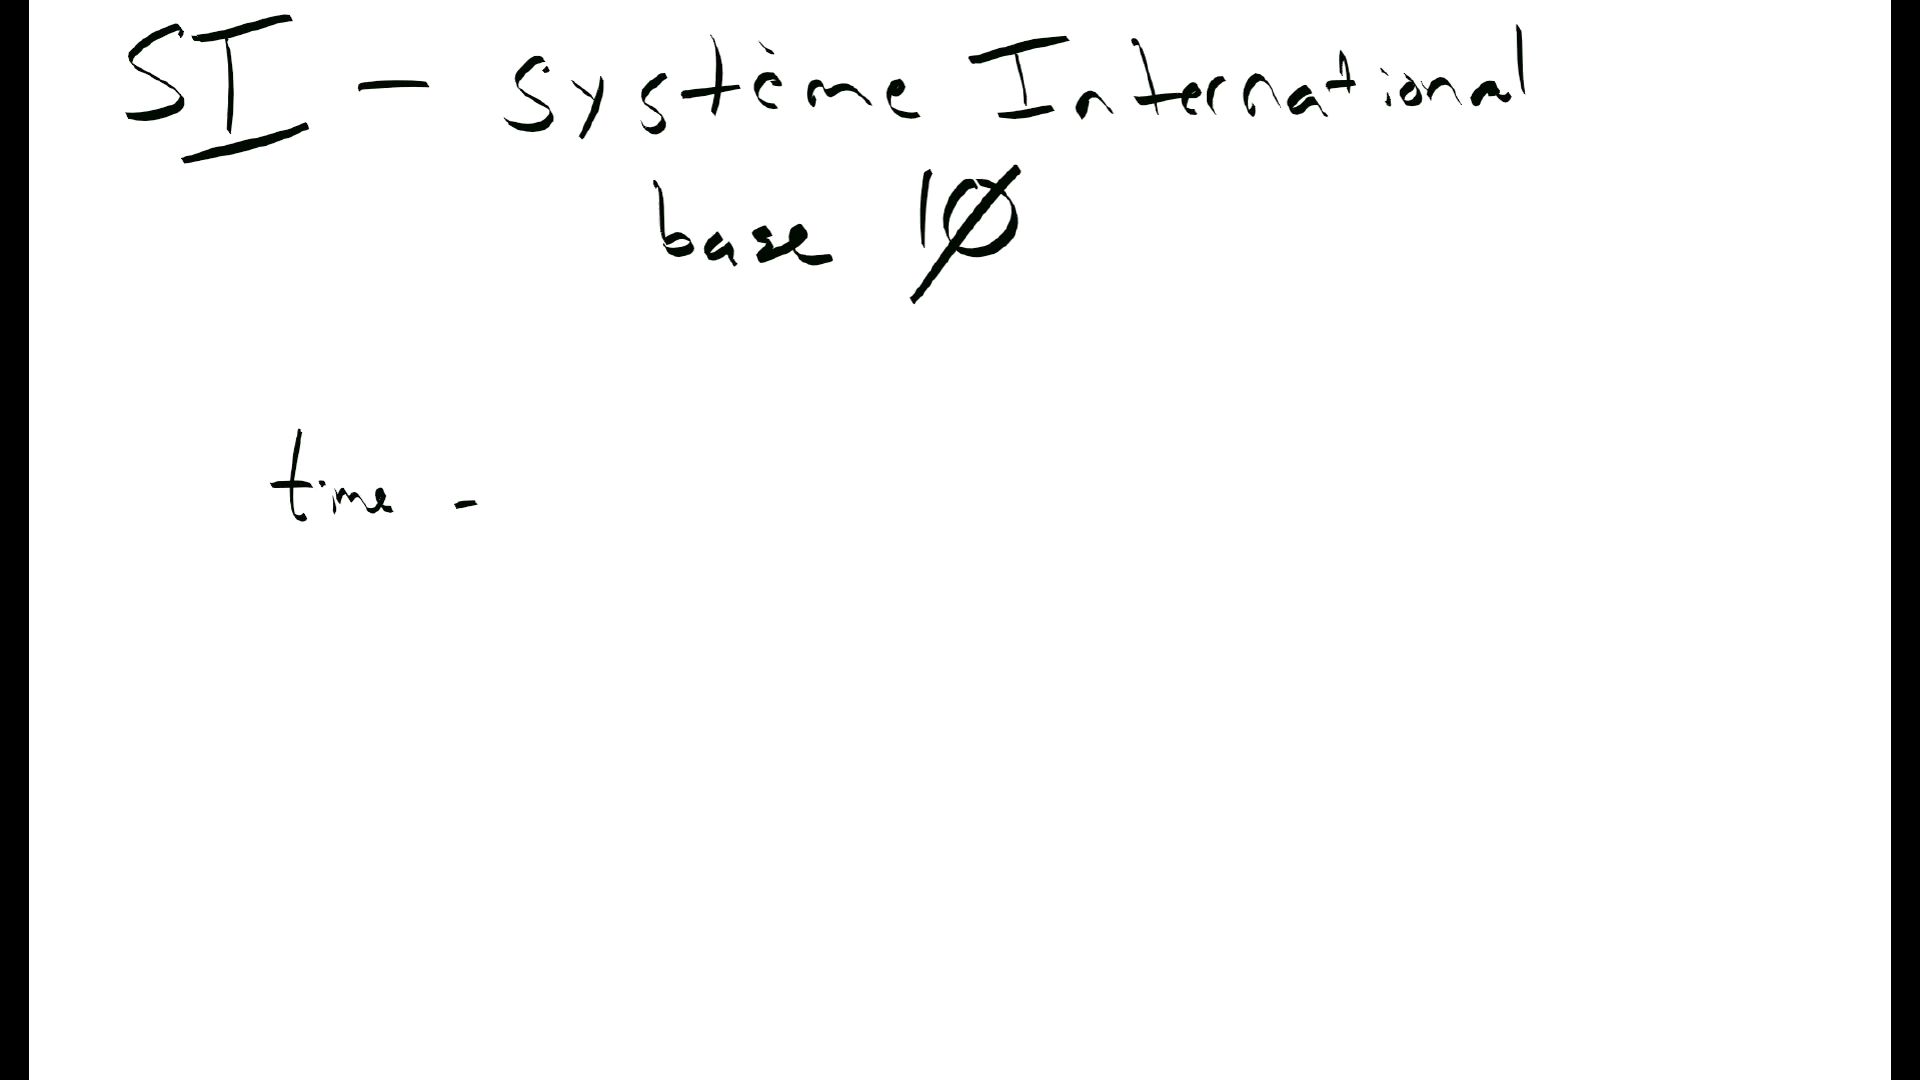 SI - système International
base 10
time -